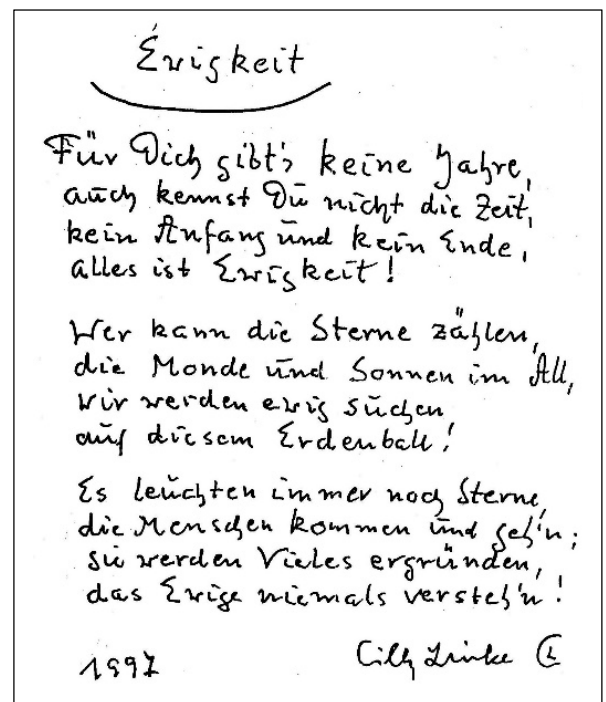 Ewigkeit
Für Dich gibt's keine Jahre,
auch kennst Du nicht die Zeit,
kein Anfang und kein Ende,
alles ist Ewigkeit!
Wer kann die Sterne zählen,
die Monde und Sonnen im All,
wir werden ewig suchen
auf diesem Erdenball!
Es leuchten immer noch Sterne,
die Menschen kommen und geh'n;
sie werden Vieles ergründen,
das Ewige niemals versteh'n!
1997 Cilly Linke